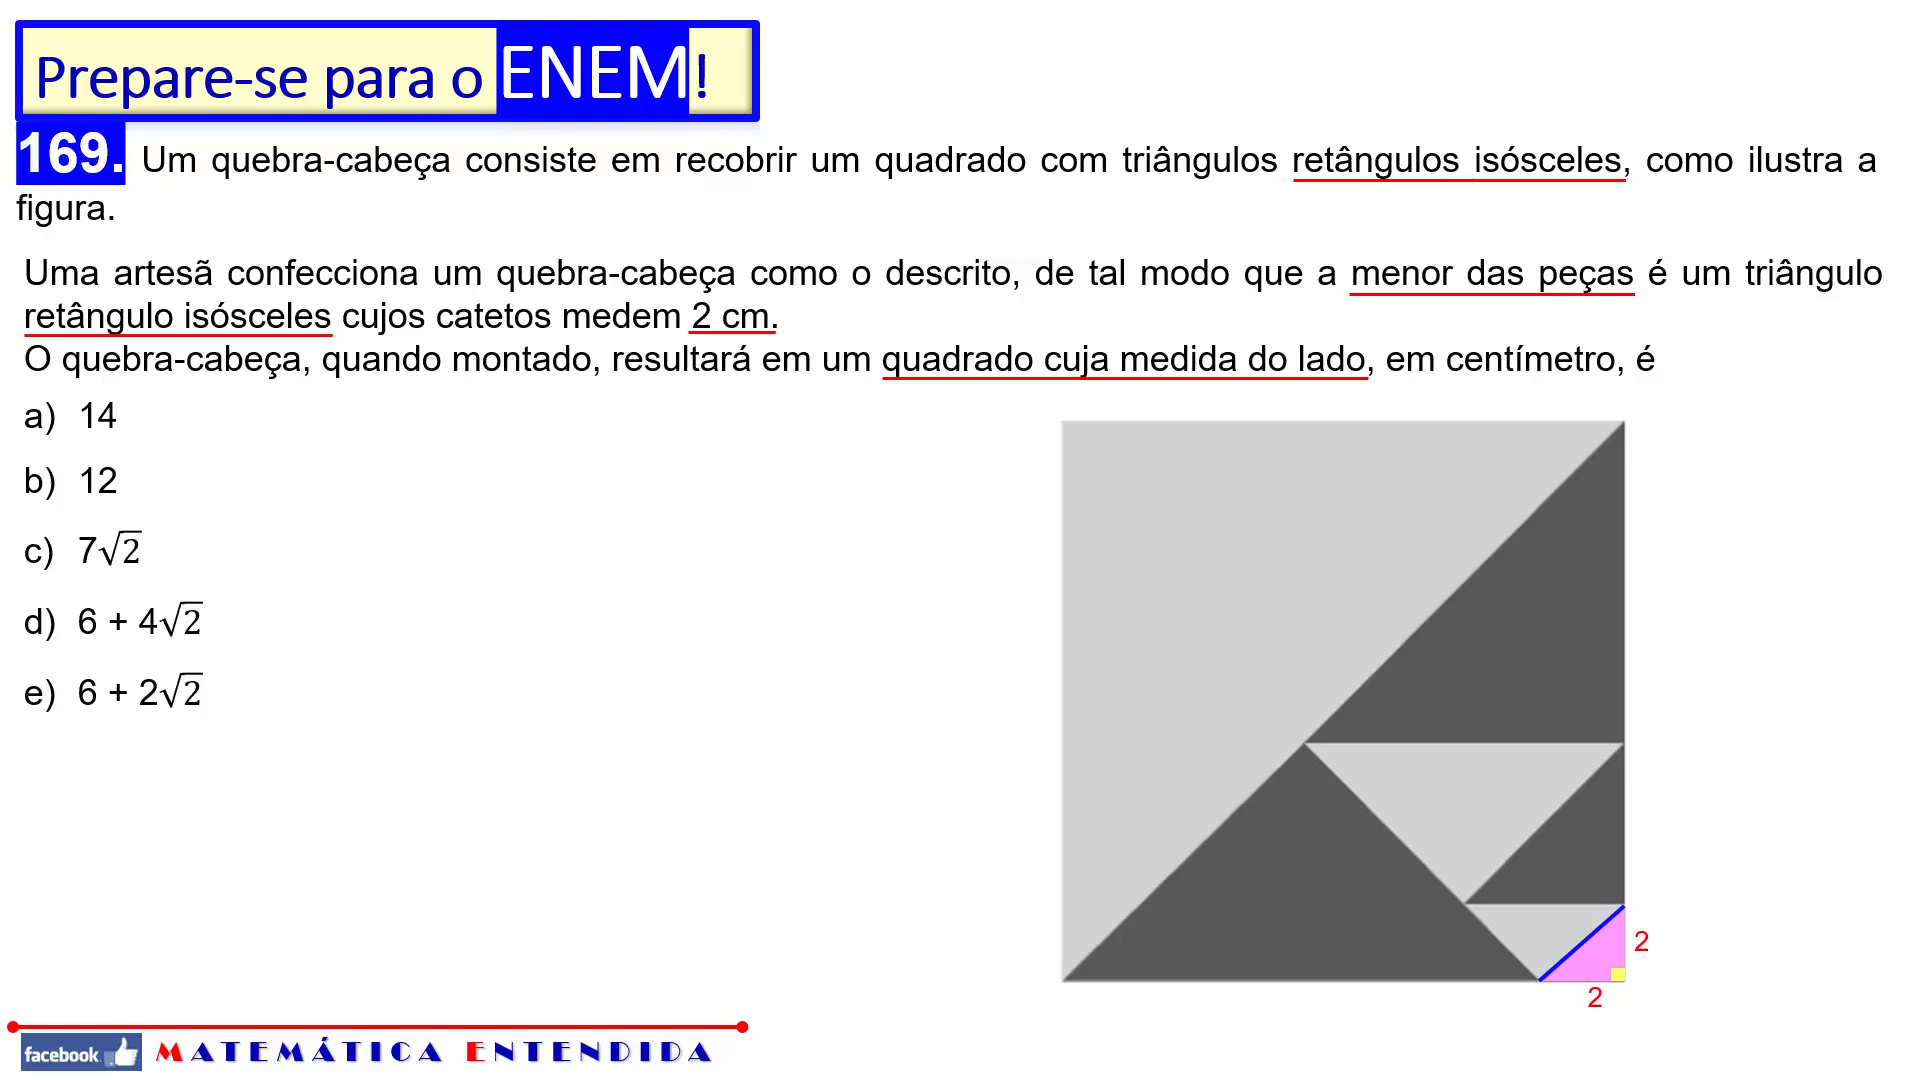 Prepare-se para o ENEM!
169. Um quebra-cabeça consiste em recobrir um quadrado com triângulos retângulos isósceles, como ilustra a
figura.
Uma artesã confecciona um quebra-cabeça como o descrito, de tal modo que a menor das peças é um triângulo
retângulo isósceles cujos catetos medem 2 cm.
O quebra-cabeça, quando montado, resultará em um quadrado cuja medida do lado, em centímetro, é
a) 14
b) 12
c) 7√2
d) 6 + 4√2
e) 6 + 2√2
2
2
facebook MATEMÁTICA ENTENDIDA